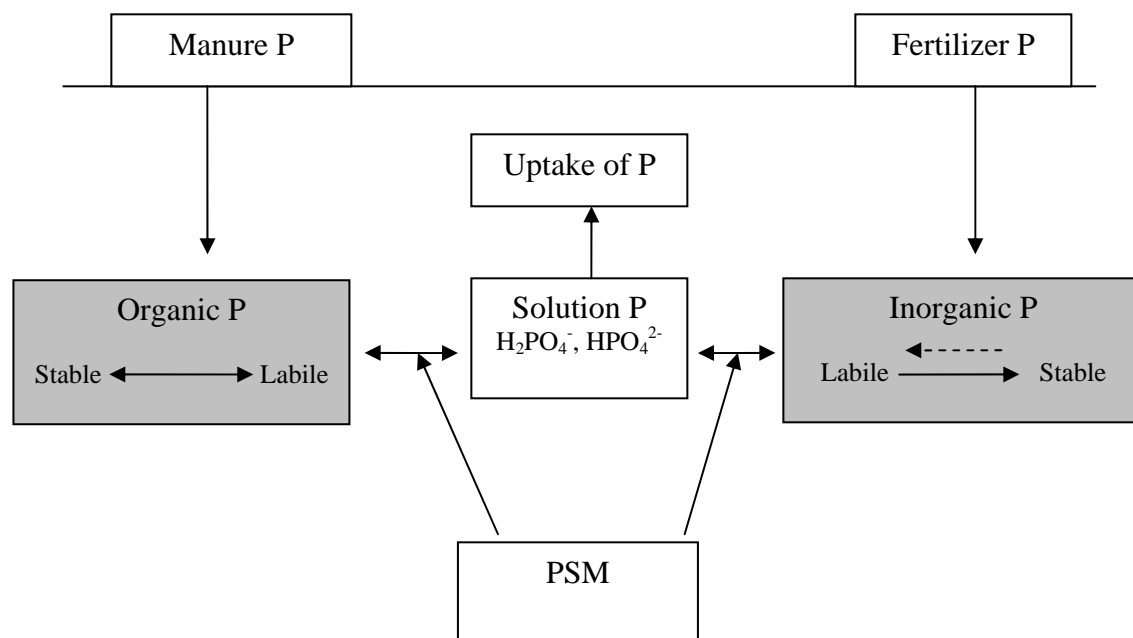 Manure P
Fertilizer P
Uptake of P
Organic P
Stable Labile
Solution P
H₂PO₄⁻, HPO₄²⁻
Inorganic P
Labile Stable
PSM